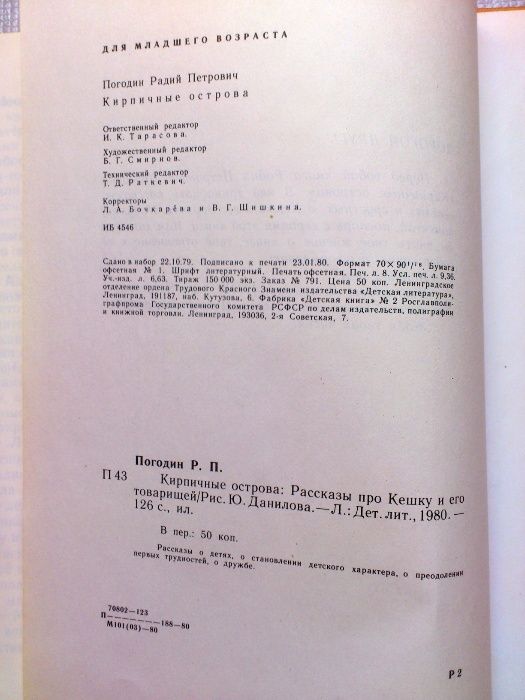 ДЛЯ МЛАДШЕГО ВОЗРАСТА
Погодин Радий Петрович
Кирпичные острова
Ответственный редактор
И. К. Тарасова.
Художественный редактор
Б. Г. Смирнов.
Технический редактор
Т. Д. Раткевич.
Корректоры
Л. А. Бочкарёва и В. Г. Шишкина.
ИБ 4546
Сдано в набор 22.10.79. Подписано к печати 23.01.80. Формат 70×90 1/16. Бумага
офсетная № 1. Шрифт литературный. Печать офсетная. Печ. л. 8. Усл. печ. л. 9,36.
Уч.-изд. л. 6,63. Тираж 150 000 экз. Заказ № 791. Цена 50 коп. Ленинградское
отделение ордена Трудового Красного Знамени издательства «Детская литература»,
Ленинград, 191187, наб. Кутузова, 6. Фабрика «Детская книга» № 2 Росглавполи-
графпрома Государственного комитета РСФСР по делам издательств, полиграфии
и книжной торговли. Ленинград, 193036, 2-я Советская, 7.
Погодин Р. П.
П 43 Кирпичные острова: Рассказы про Кешку и его
товарищей/Рис. Ю. Данилова.—Л.: Дет. лит., 1980.—
126 с., ил.
В пер.: 50 коп.
Рассказы о детях, о становлении детского характера, о преодолении
первых трудностей, о дружбе.
70802—123
П————188—80
М101(03)—80
Р2